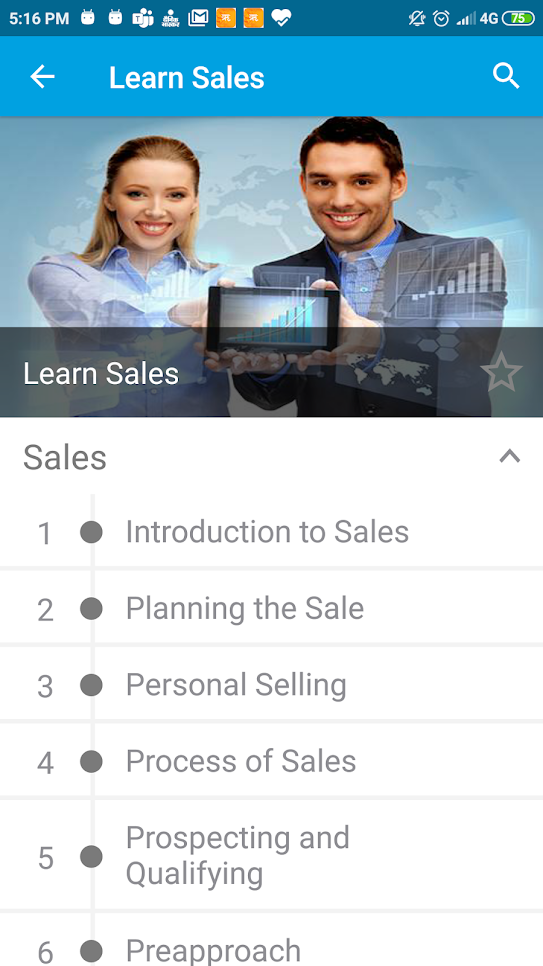 5:16 PM 4G 75
Learn Sales
Learn Sales
Sales
1 Introduction to Sales
2 Planning the Sale
3 Personal Selling
4 Process of Sales
5 Prospecting and
Qualifying
6 Preapproach